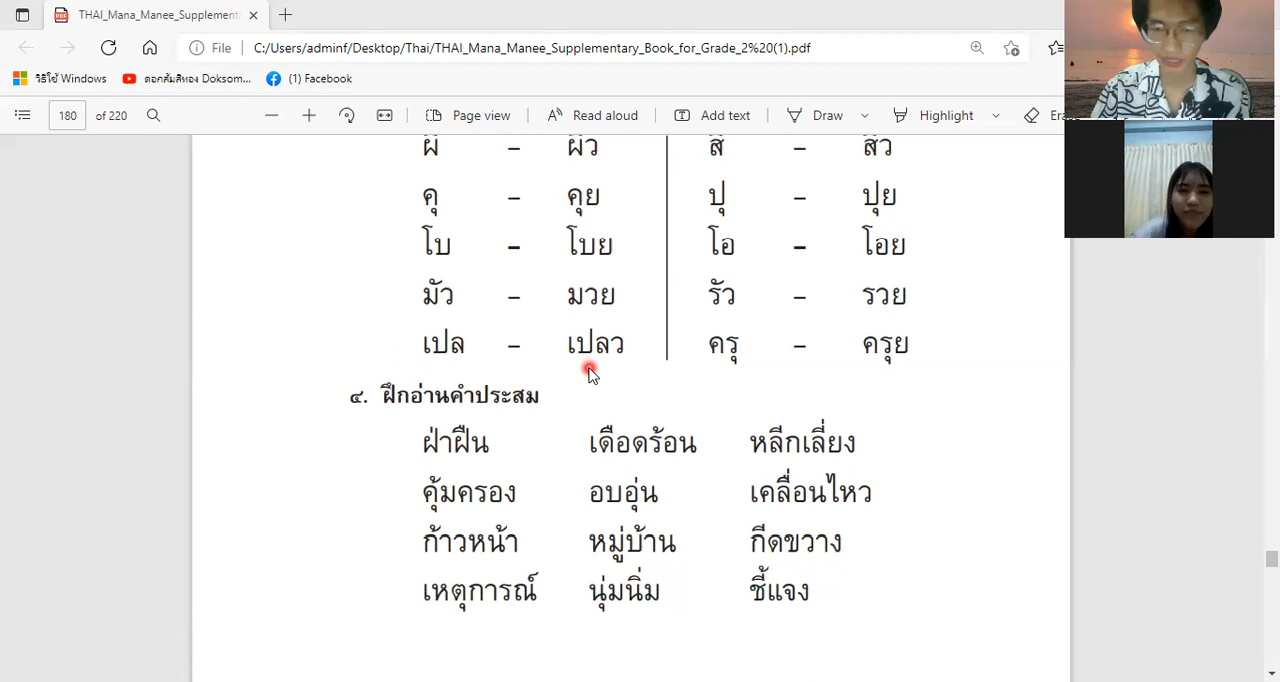 THAI_Mana_Manee_Supplementa
File C:/Users/adminf/Desktop/Thai/THAI_Mana_Manee_Supplementary_Book_for_Grade_2%20(1).pdf
วิธีใช้ Windows ดอกส้มสีทอง Doksom... (1) Facebook
180 of 220 Page view Read aloud Add text Draw Highlight
ผิ – ผิว สิ – สิว
คุ – คุย ปุ – ปุย
โบ – โบย โอ – โอย
มัว – มวย รัว – รวย
เปล – เปลว ครุ – ครุย
๔. ฝึกอ่านคำประสม
ฝ่าฝืน เดือดร้อน หลีกเลี่ยง
คุ้มครอง อบอุ่น เคลื่อนไหว
ก้าวหน้า หมู่บ้าน กีดขวาง
เหตุการณ์ นุ่มนิ่ม ชี้แจง